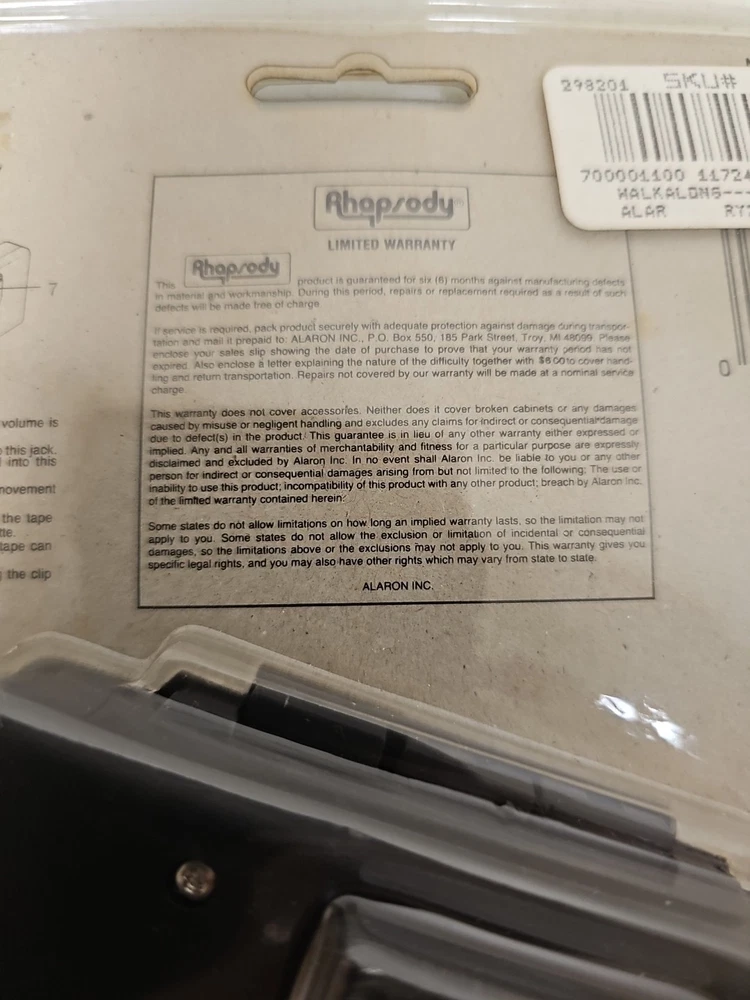 298201 SKU#
700001100 11724
WALKALONG--
ALAR RY
Rhapsody
LIMITED WARRANTY
This Rhapsody product is guaranteed for six (6) months against manufacturing defects
in material and workmanship. During this period, repairs or replacement required as a result of such
defects will be made free of charge.
If service is required, pack product securely with adequate protection against damage during transpor-
tation and mail it prepaid to: ALARON INC., P.O. Box 550, 185 Park Street, Troy, MI 48099. Please
enclose your sales slip showing the date of purchase to prove that your warranty period has not
expired. Also enclose a letter explaining the nature of the difficulty together with $6.00 to cover hand-
ling and return transportation. Repairs not covered by our warranty will be made at a nominal service
charge.
This warranty does not cover accessories. Neither does it cover broken cabinets or any damages
caused by misuse or negligent handling and excludes any claims for indirect or consequential damage
due to defect(s) in the product. This guarantee is in lieu of any other warranty either expressed or
implied. Any and all warranties of merchantability and fitness for a particular purpose are expressly
disclaimed and excluded by Alaron Inc. In no event shall Alaron Inc. be liable to you or any other
person for indirect or consequential damages arising from but not limited to the following: The use or
inability to use this product; incompatibility of this product with any other product; breach by Alaron Inc.
of the limited warranty contained herein.
Some states do not allow limitations on how long an implied warranty lasts, so the limitation may not
apply to you. Some states do not allow the exclusion or limitation of incidental or consequential
damages, so the limitations above or the exclusions may not apply to you. This warranty gives you
specific legal rights, and you may also have other rights which may vary from state to state.
ALARON INC.
7
volume is
this jack.
into this
movement
the tape
tape can
the clip
0